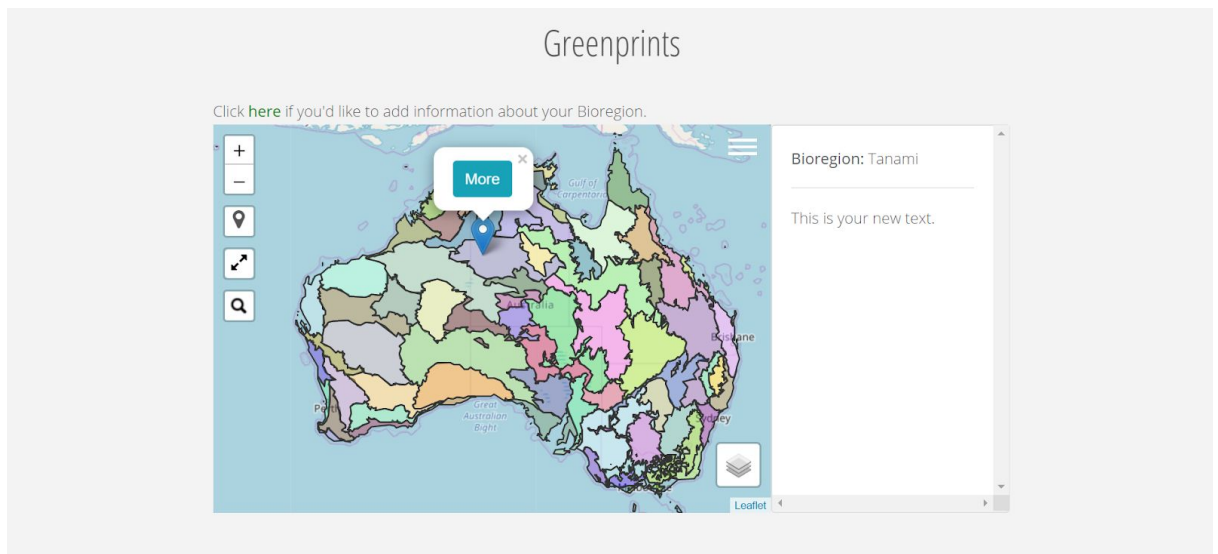 Greenprints
Click here if you'd like to add information about your Bioregion.
+
−
More
×
Gulf of
Carpentaria
Australia
Brisbane
Perth
Great
Australian
Bight
Sydney
Melbourne
Leaflet
Bioregion: Tanami
This is your new text.